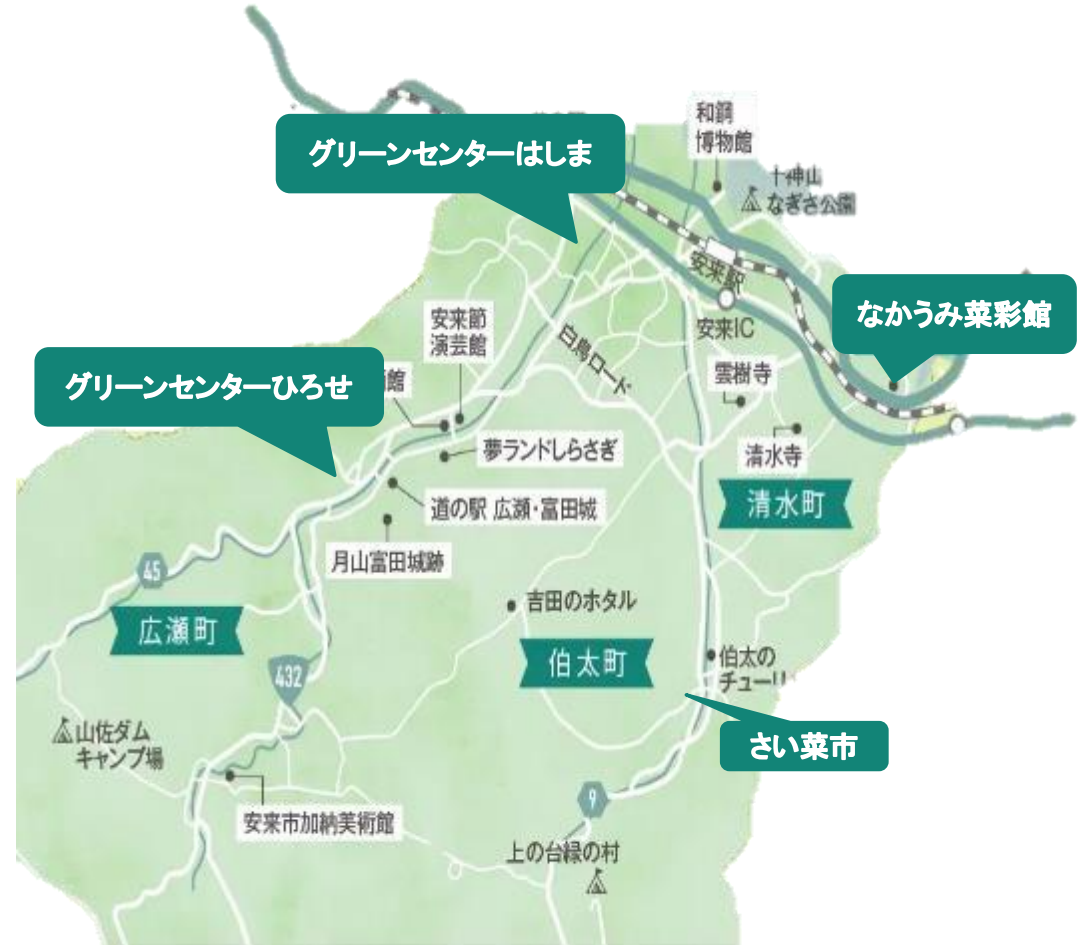 和鋼
博物館
グリーンセンターはしま
十神山
なぎさ公園
安来駅
なかうみ菜彩館
安来IC
安来節
演芸館
白鳥ロード
グリーンセンターひろせ
館
雲樹寺
夢ランドしらさぎ
清水寺
道の駅 広瀬・富田城
清水町
月山富田城跡
45
吉田のホタル
広瀬町
伯太町
伯太の
チューリ
432
山佐ダム
キャンプ場
さい菜市
9
安来市加納美術館
上の台緑の村